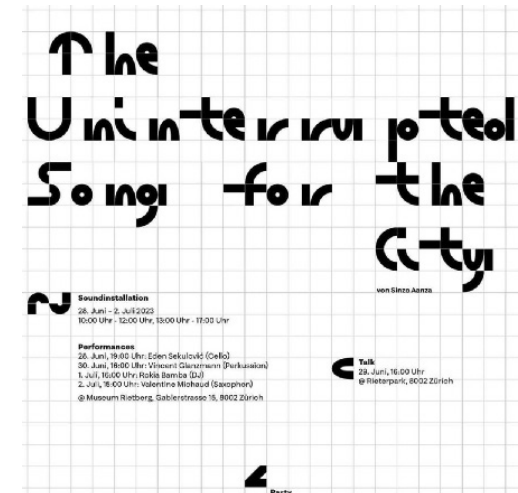 The
Uninterrupted
Song for the
City
von Sinzo Aanza
Soundinstallation
28. Juni – 2. Juli 2023
10:00 Uhr - 12:00 Uhr, 13:00 Uhr - 17:00 Uhr
Performances
28. Juni, 19:00 Uhr: Eden Sekulović (Cello)
30. Juni, 16:00 Uhr: Vincent Glanzmann (Perkussion)
1. Juli, 16:00 Uhr: Rokia Bamba (DJ)
2. Juli, 16:00 Uhr: Valentine Michaud (Saxophon)
@ Museum Rietberg, Gablerstrasse 15, 8002 Zürich
Talk
29. Juni, 16:00 Uhr
@ Rieterpark, 8002 Zürich
Party